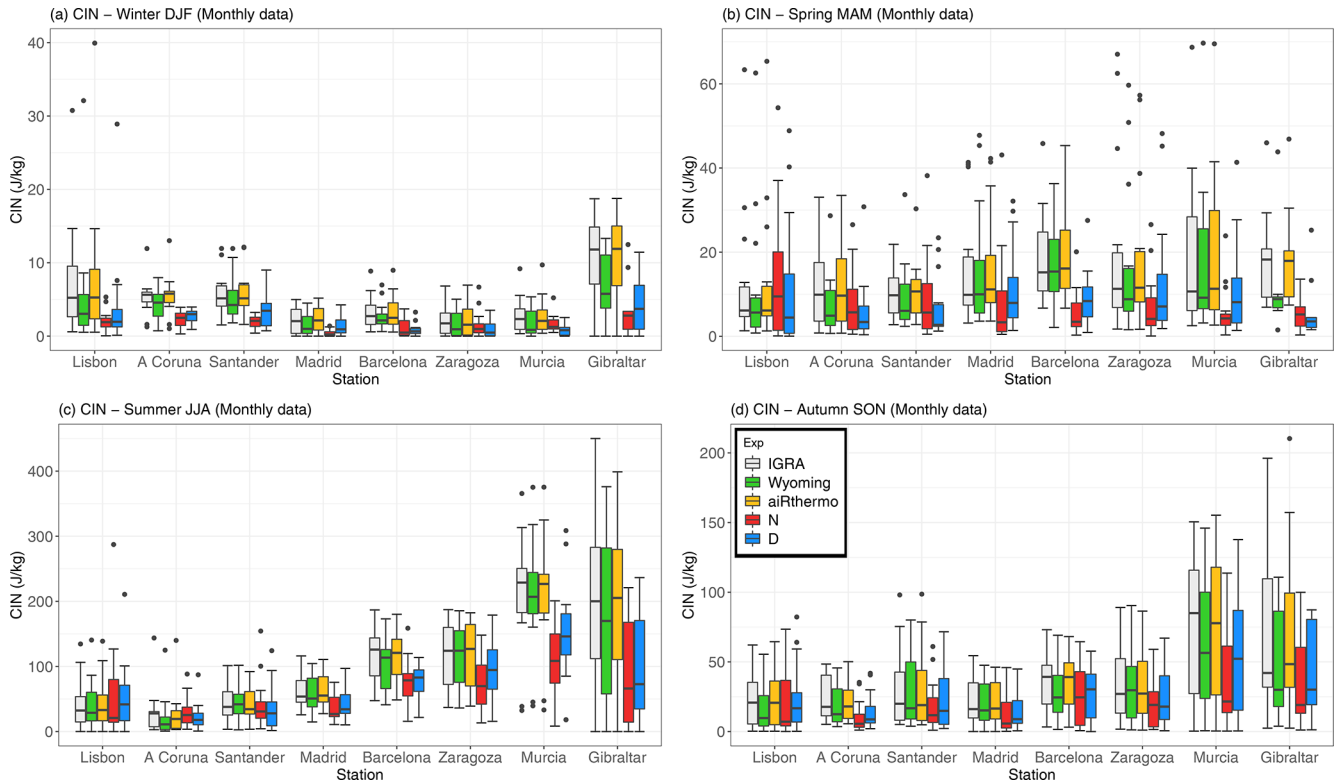 (a) CIN − Winter DJF (Monthly data)
CIN (J/kg)
40
30
20
10
0
Lisbon A Coruna Santander Madrid Barcelona Zaragoza Murcia Gibraltar
Station
(b) CIN − Spring MAM (Monthly data)
CIN (J/kg)
60
40
20
0
Lisbon A Coruna Santander Madrid Barcelona Zaragoza Murcia Gibraltar
Station
(c) CIN − Summer JJA (Monthly data)
CIN (J/kg)
400
300
200
100
0
Lisbon A Coruna Santander Madrid Barcelona Zaragoza Murcia Gibraltar
Station
(d) CIN − Autumn SON (Monthly data)
CIN (J/kg)
200
150
100
50
0
Exp
IGRA
Wyoming
aiRthermo
N
D
Lisbon A Coruna Santander Madrid Barcelona Zaragoza Murcia Gibraltar
Station